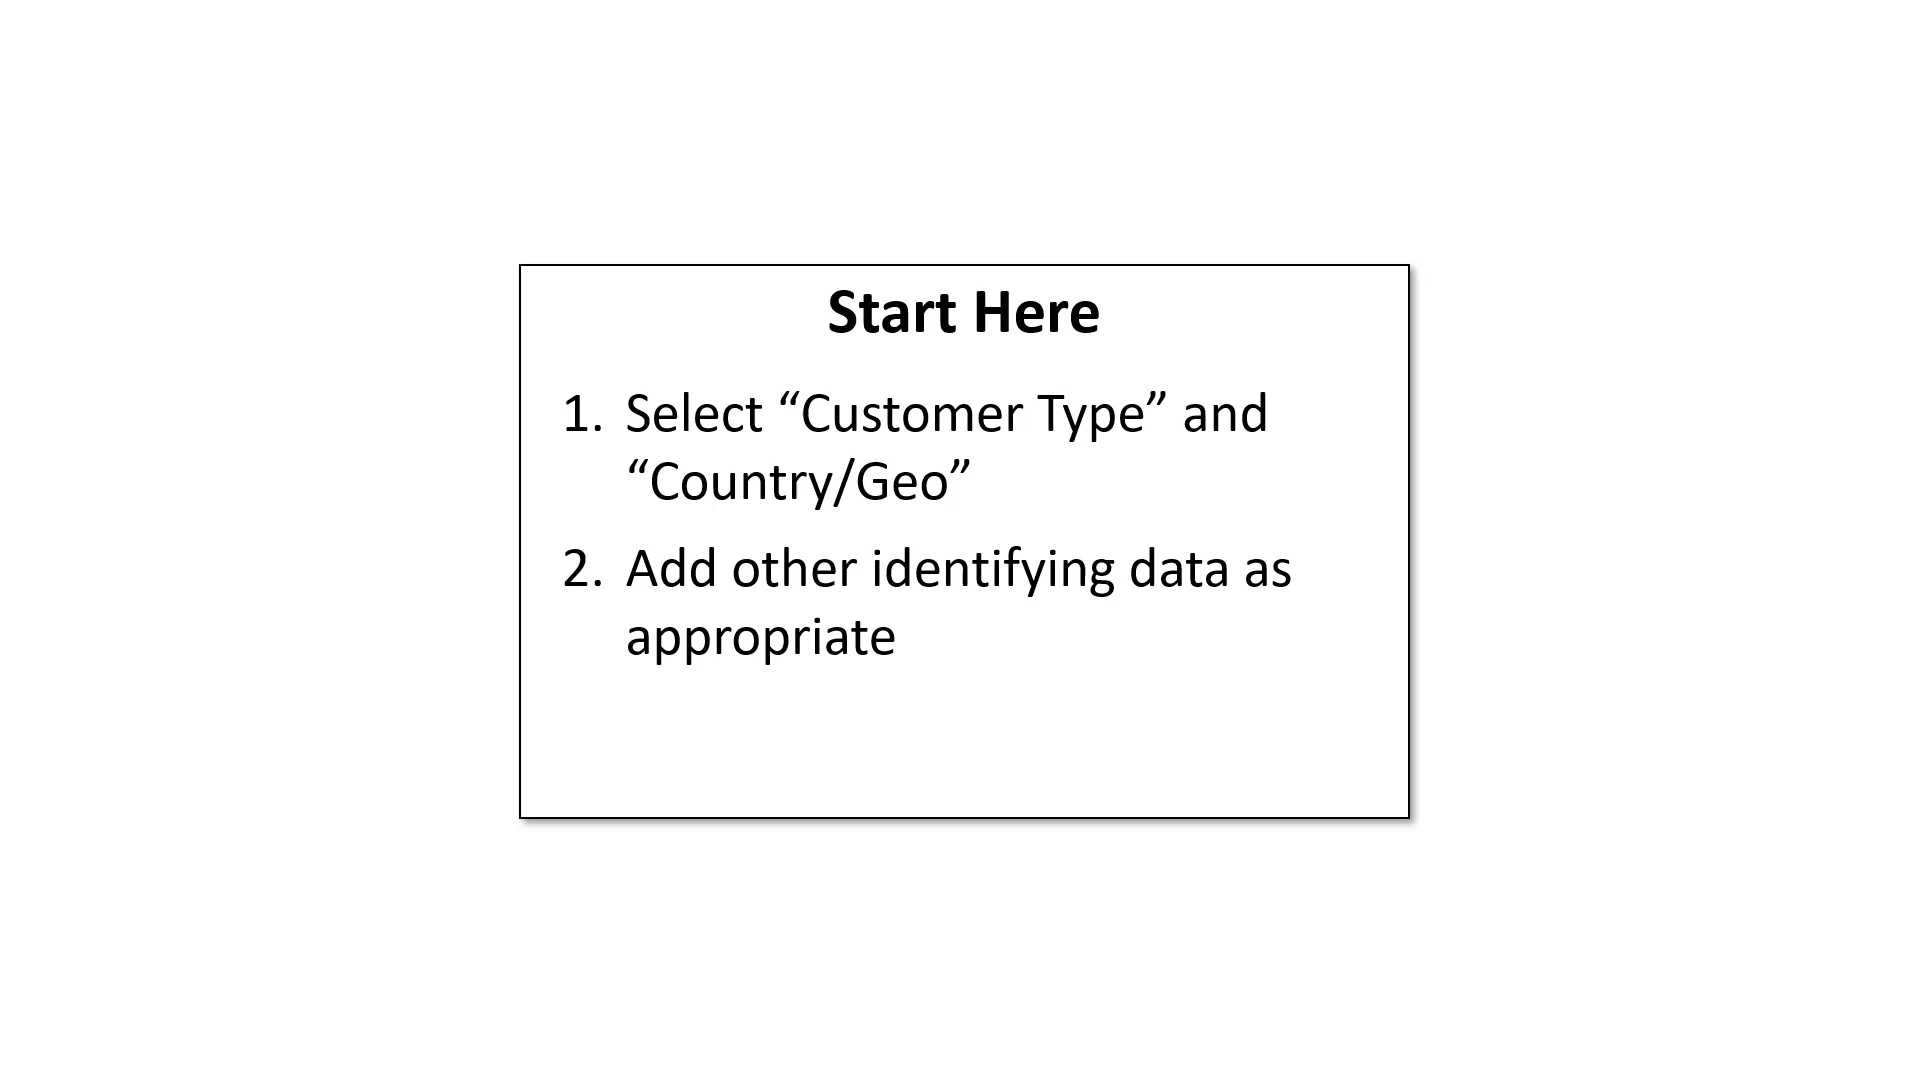 Start Here
1. Select “Customer Type” and
“Country/Geo”
2. Add other identifying data as
appropriate